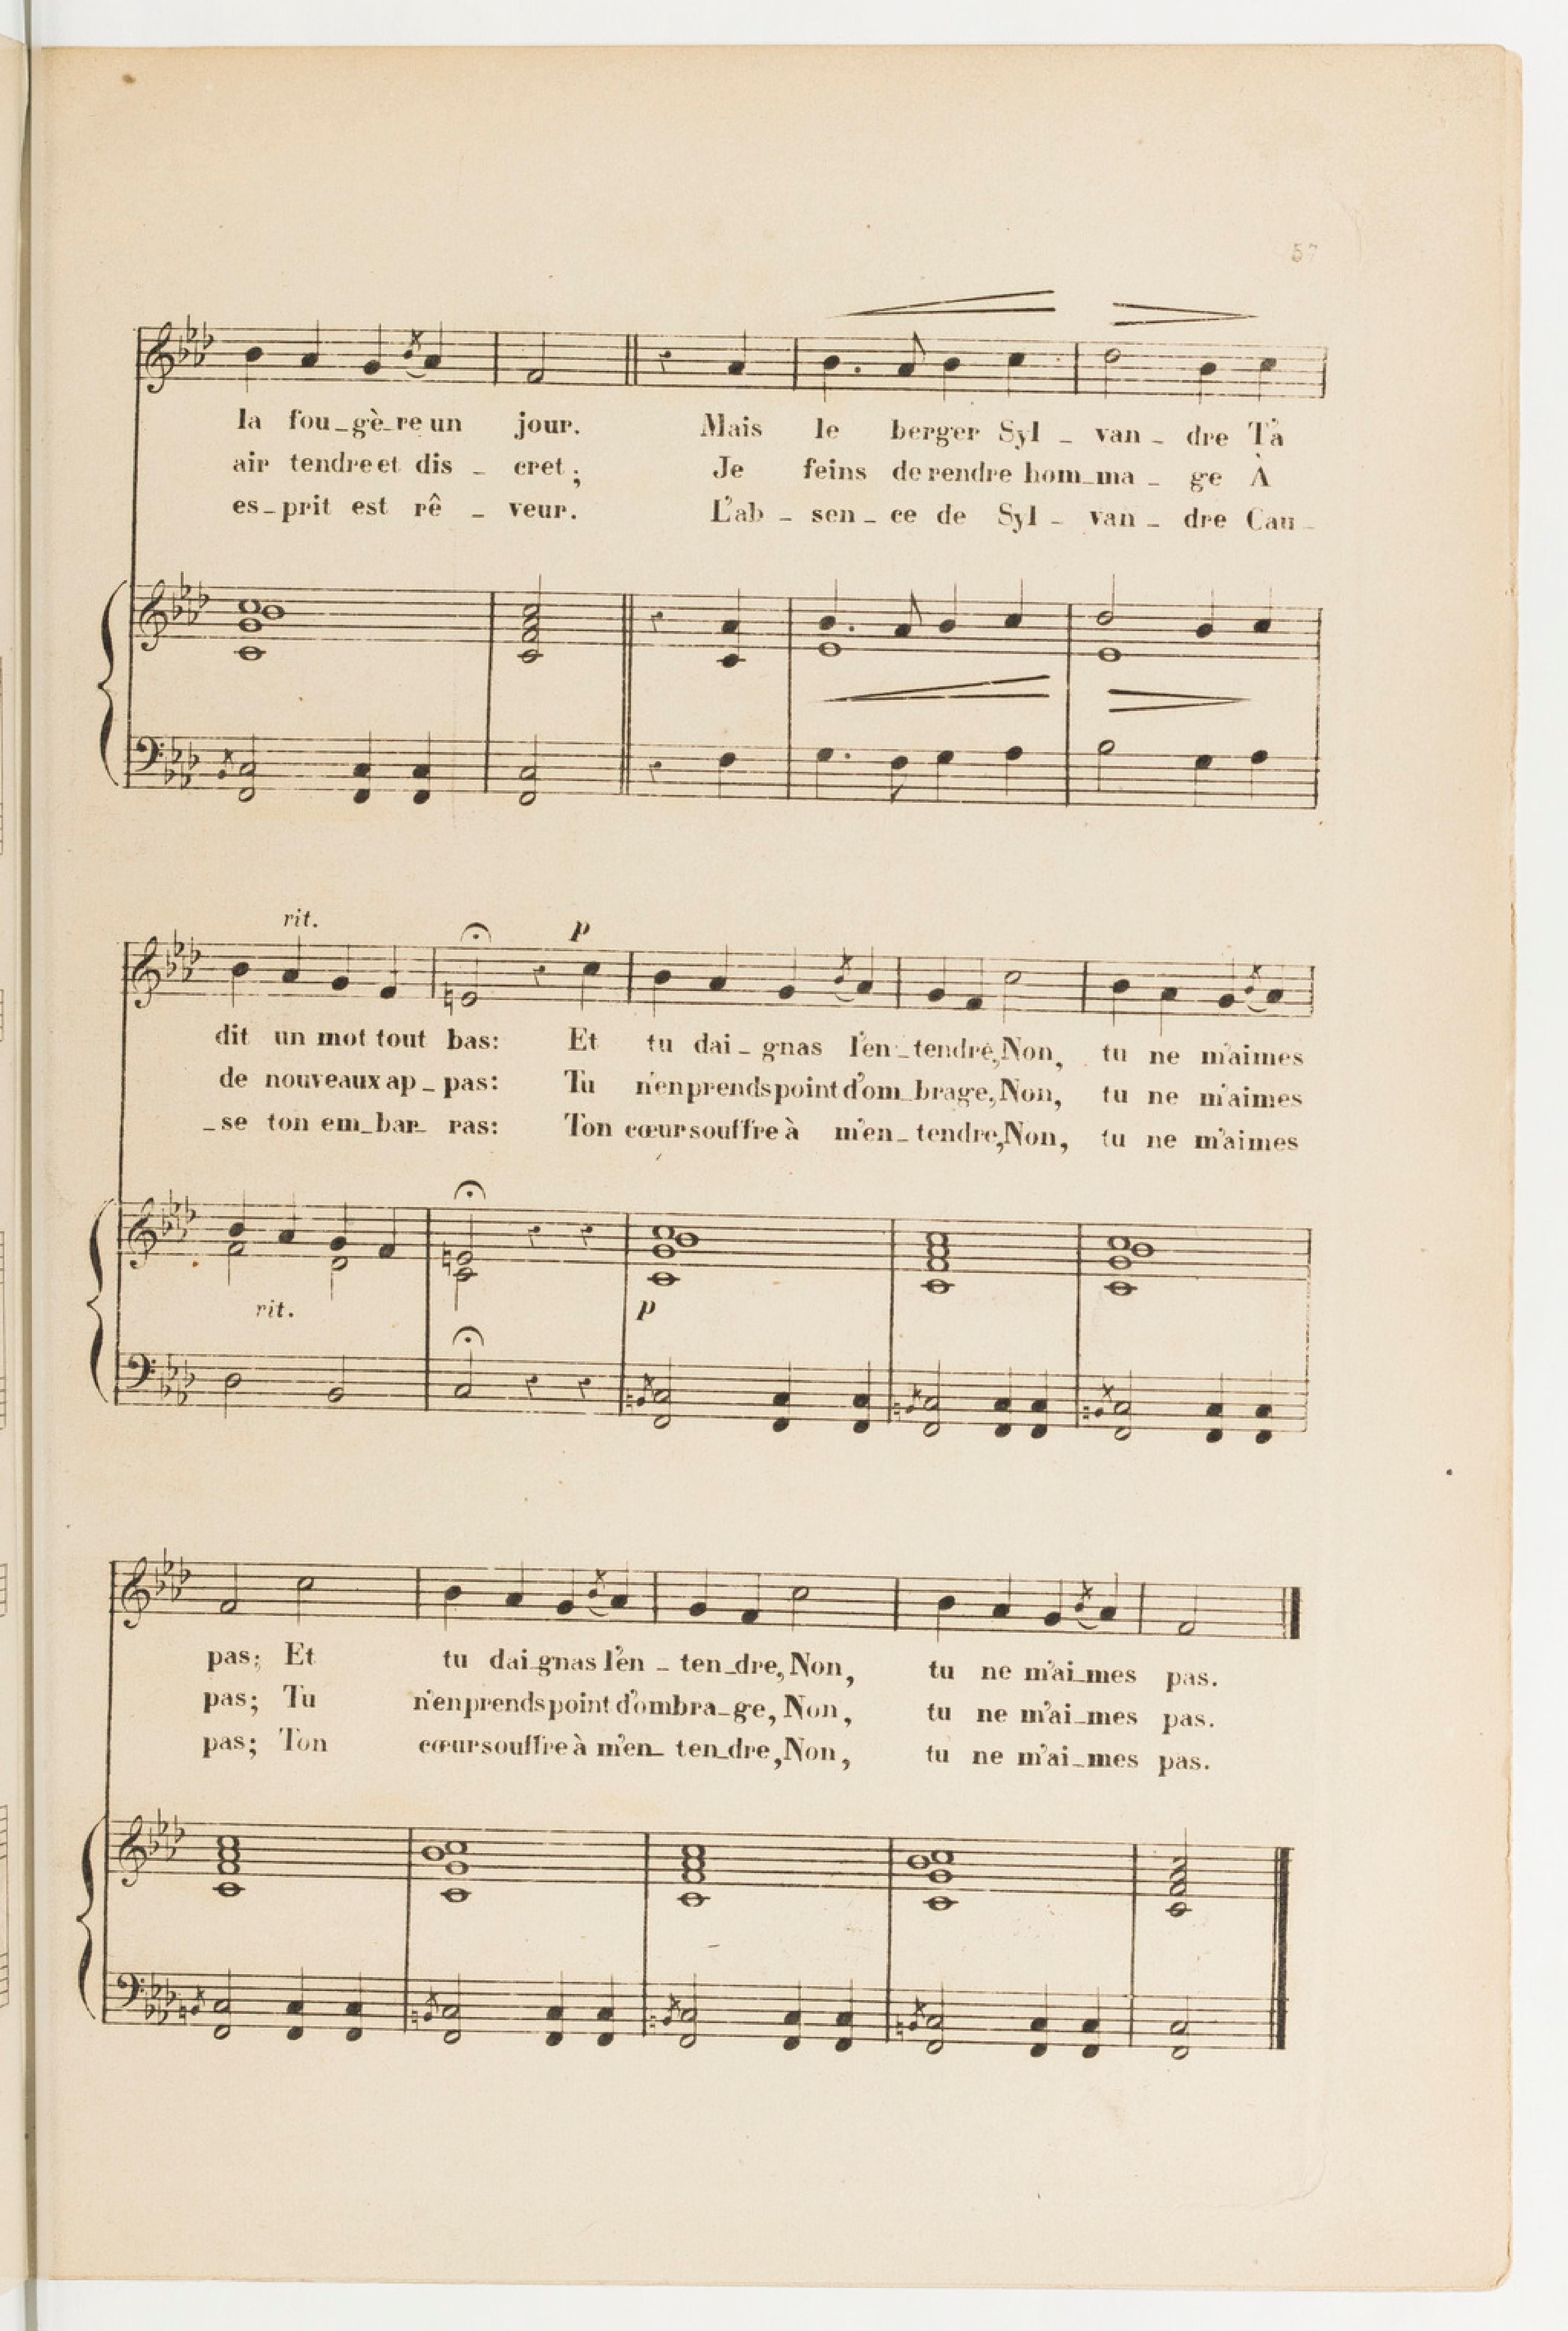 57
la fou_gè_re un jour. Mais le berger Syl _ van _ dre T'a
air tendre et dis _ cret; Je feins de rendre hom_ma _ ge À
es_prit est rê _ veur. L'ab _ sen _ ce de Syl _ van _ dre Cau _
rit. p
dit un mot tout bas: Et tu dai _ gnas l'en _ tendre, Non, tu ne m'aimes
de nouveaux ap _ pas: Tu n'en prends point d'om_brage, Non, tu ne m'aimes
_ se ton em_bar_ ras: Ton cœur souffre à m'en _ tendre, Non, tu ne m'aimes
rit. p
pas; Et tu dai_gnas l'en _ ten_dre, Non, tu ne m'ai_mes pas.
pas; Tu n'en prends point d'ombra_ge, Non, tu ne m'ai_mes pas.
pas; Ton cœur souffre à m'en_ ten_dre, Non, tu ne m'ai_mes pas.